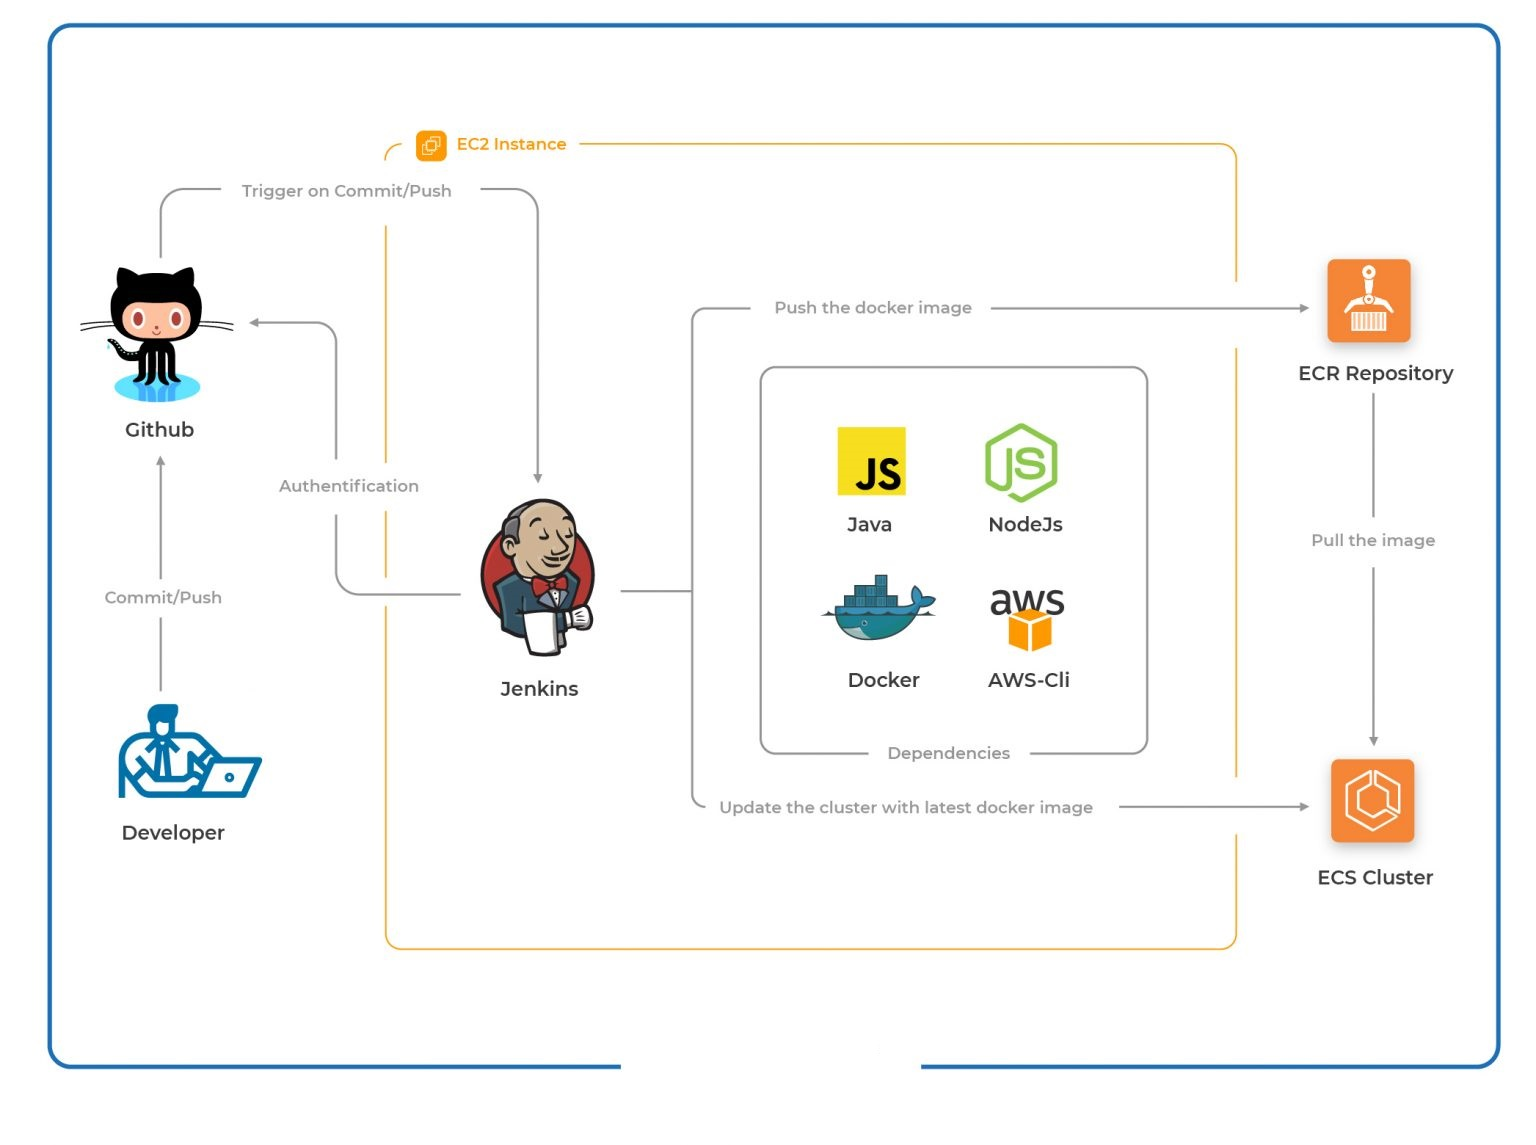 EC2 Instance
Trigger on Commit/Push
Push the docker image
ECR Repository
Github
Authentification
JS
JS
Java
NodeJs
Pull the image
Commit/Push
aws
Jenkins
Docker
AWS-Cli
Dependencies
Update the cluster with latest docker image
Developer
ECS Cluster